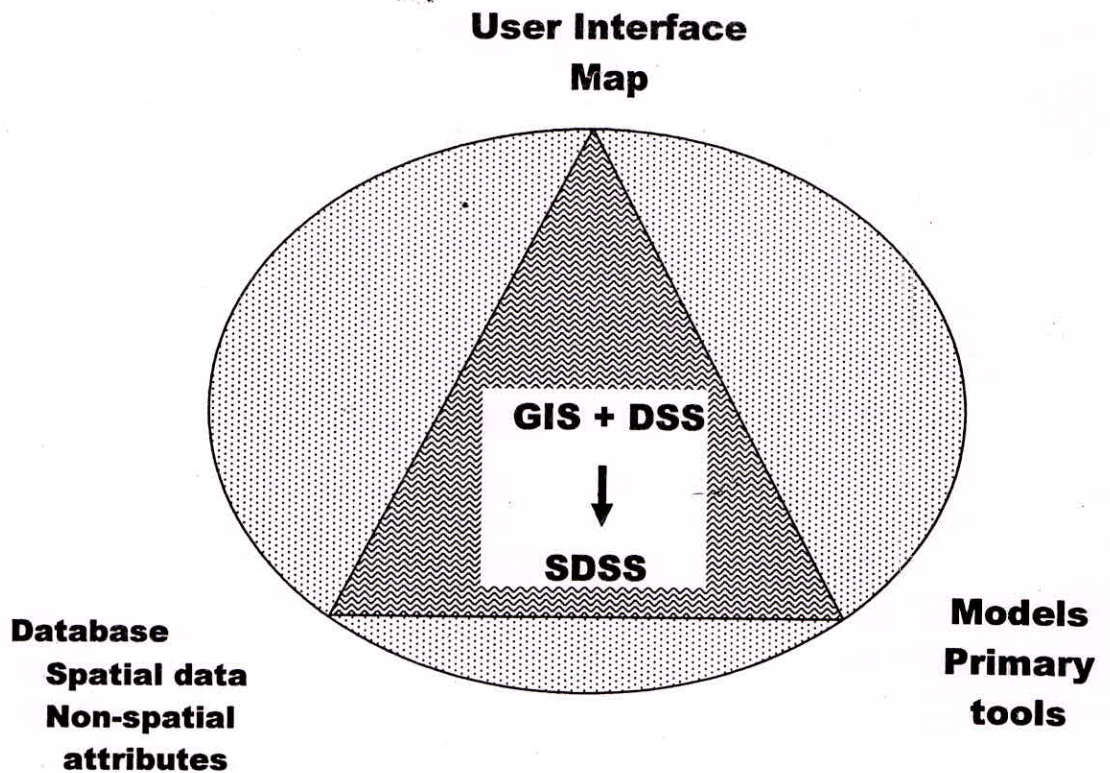 User Interface
Map
GIS + DSS
SDSS
Database
Spatial data
Non-spatial
attributes
Models
Primary
tools